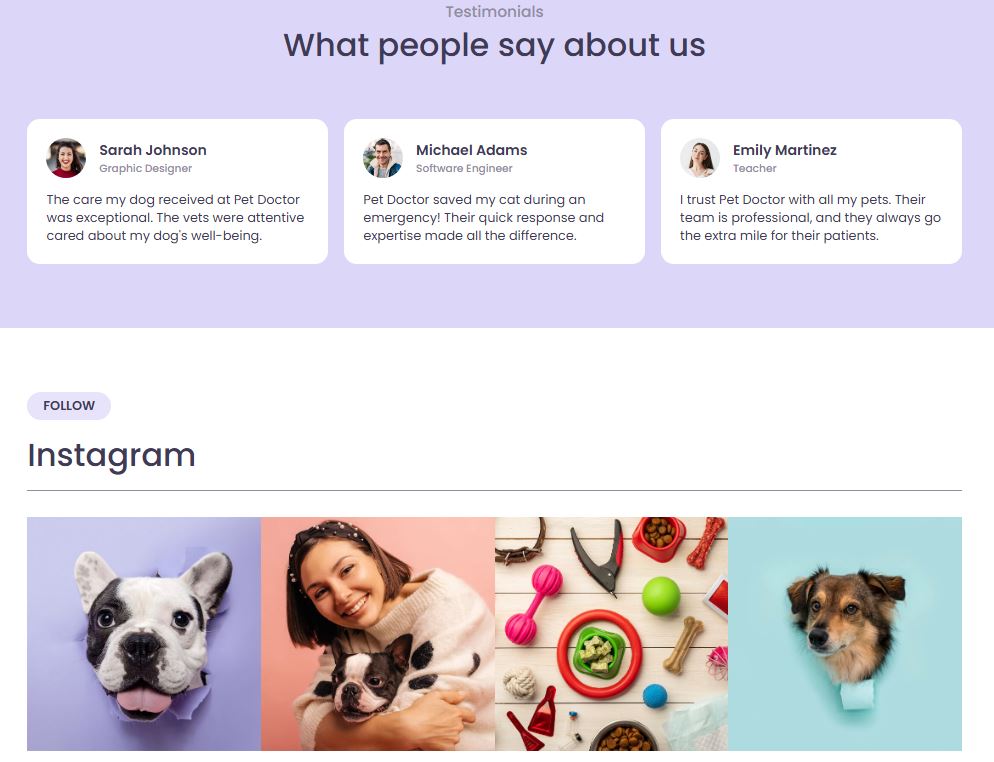 Testimonials
What people say about us
Sarah Johnson
Graphic Designer
The care my dog received at Pet Doctor
was exceptional. The vets were attentive
cared about my dog's well-being.
Michael Adams
Software Engineer
Pet Doctor saved my cat during an
emergency! Their quick response and
expertise made all the difference.
Emily Martinez
Teacher
I trust Pet Doctor with all my pets. Their
team is professional, and they always go
the extra mile for their patients.
FOLLOW
Instagram